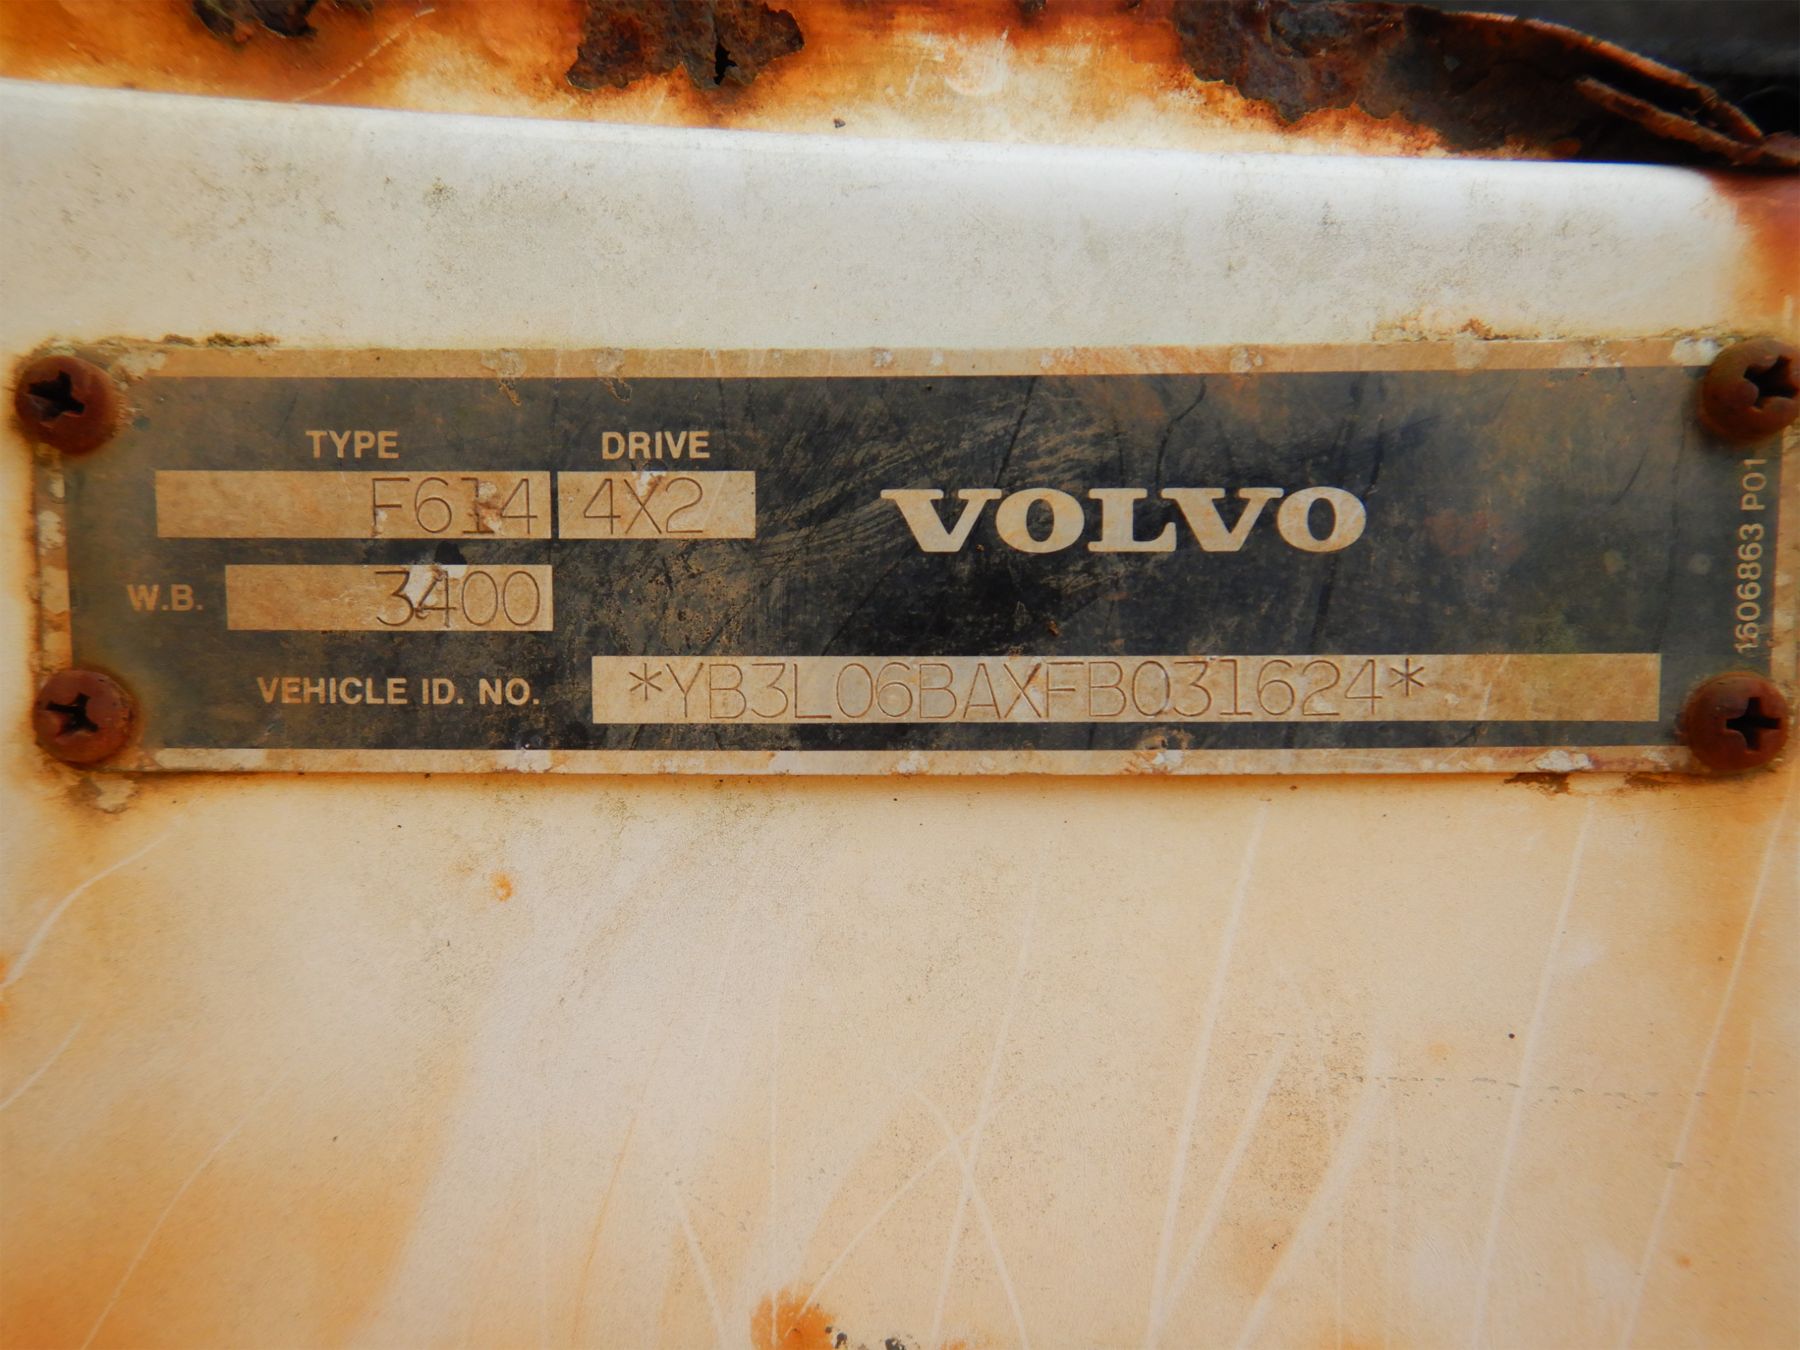 TYPE DRIVE
F614 4X2
VOLVO
W.B. 3400
VEHICLE ID. NO. *YB3L06BAXFB031624*
1606863 P01